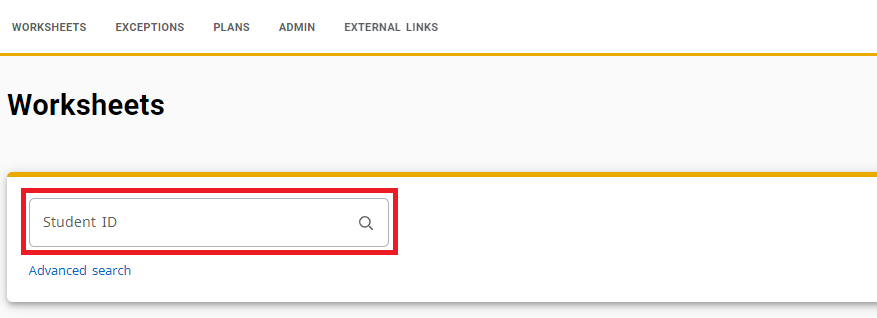 WORKSHEETS EXCEPTIONS PLANS ADMIN EXTERNAL LINKS
Worksheets
Student ID
Advanced search